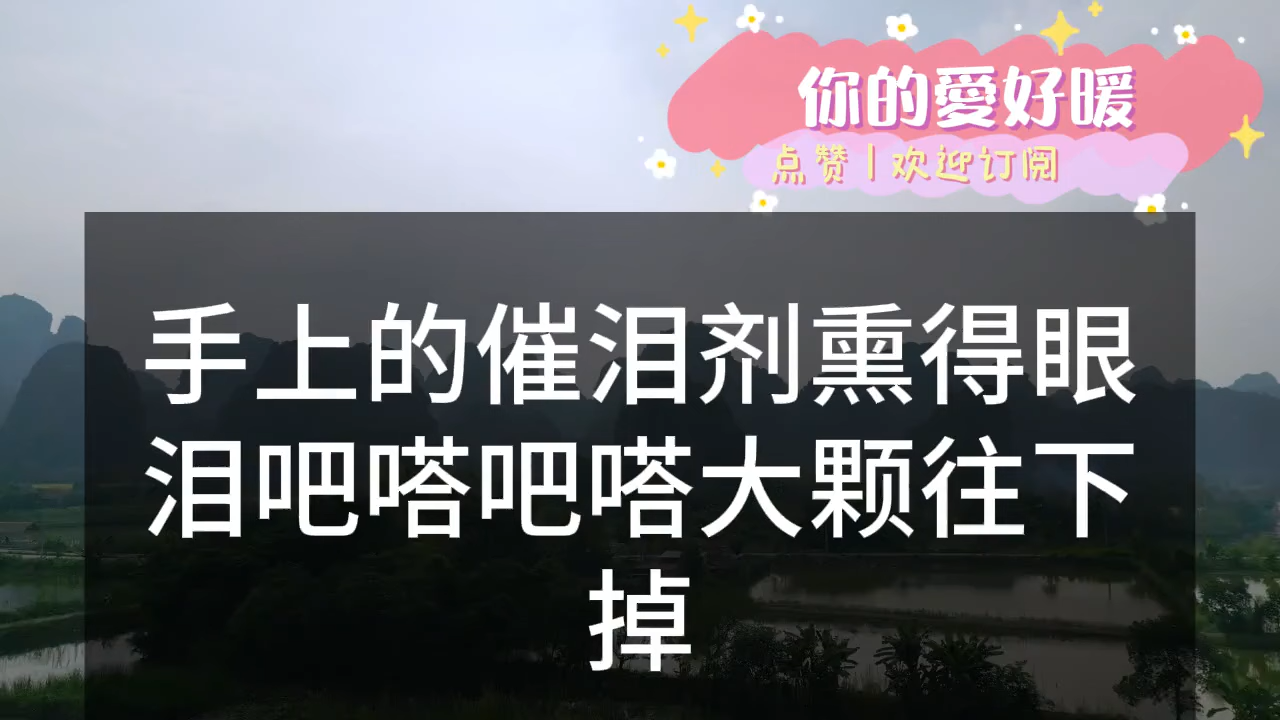 你的愛好暖
点赞丨欢迎订阅
手上的催泪剂熏得眼
泪吧嗒吧嗒大颗往下
掉